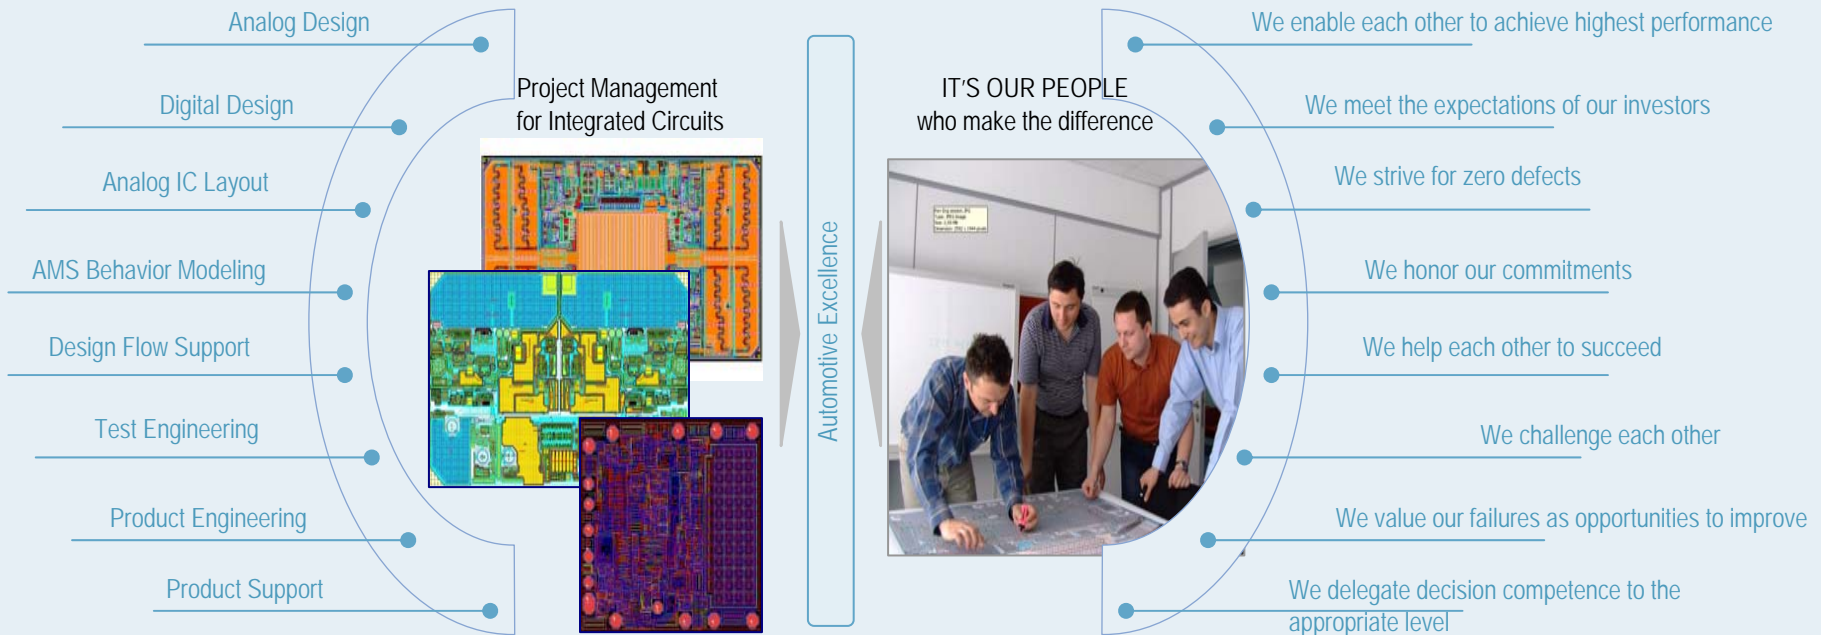 Analog Design
Digital Design
Analog IC Layout
AMS Behavior Modeling
Design Flow Support
Test Engineering
Product Engineering
Product Support
Project Management
for Integrated Circuits
Automotive Excellence
IT'S OUR PEOPLE
who make the difference
We enable each other to achieve highest performance
We meet the expectations of our investors
We strive for zero defects
We honor our commitments
We help each other to succeed
We challenge each other
We value our failures as opportunities to improve
We delegate decision competence to the
appropriate level